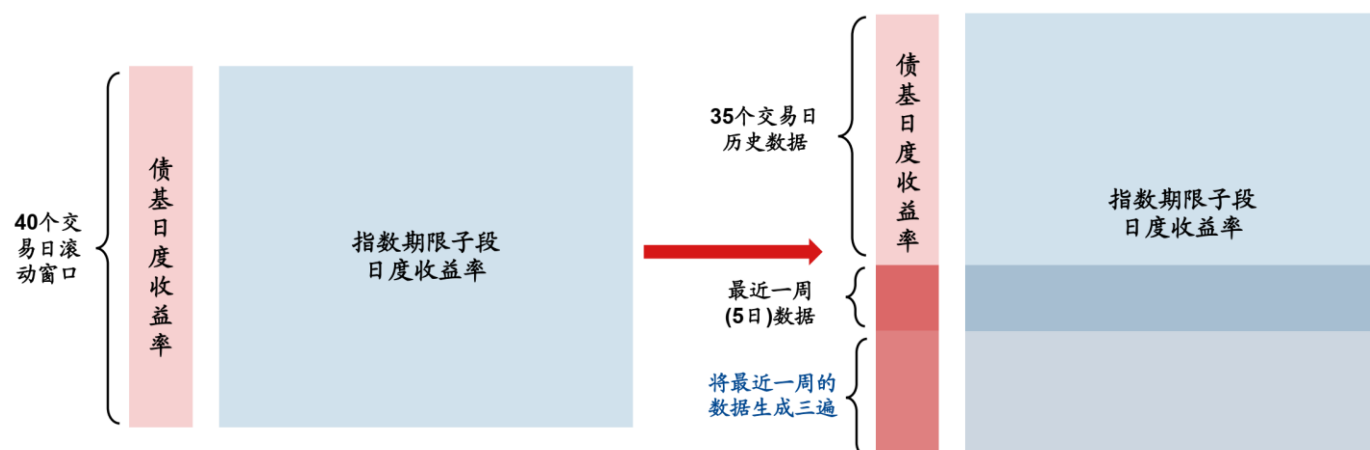 40个交
易日滚
动窗口
债基日度收益率
指数期限子段
日度收益率
35个交易日
历史数据
债基日度收益率
指数期限子段
日度收益率
最近一周
(5日)数据
将最近一周的
数据生成三遍